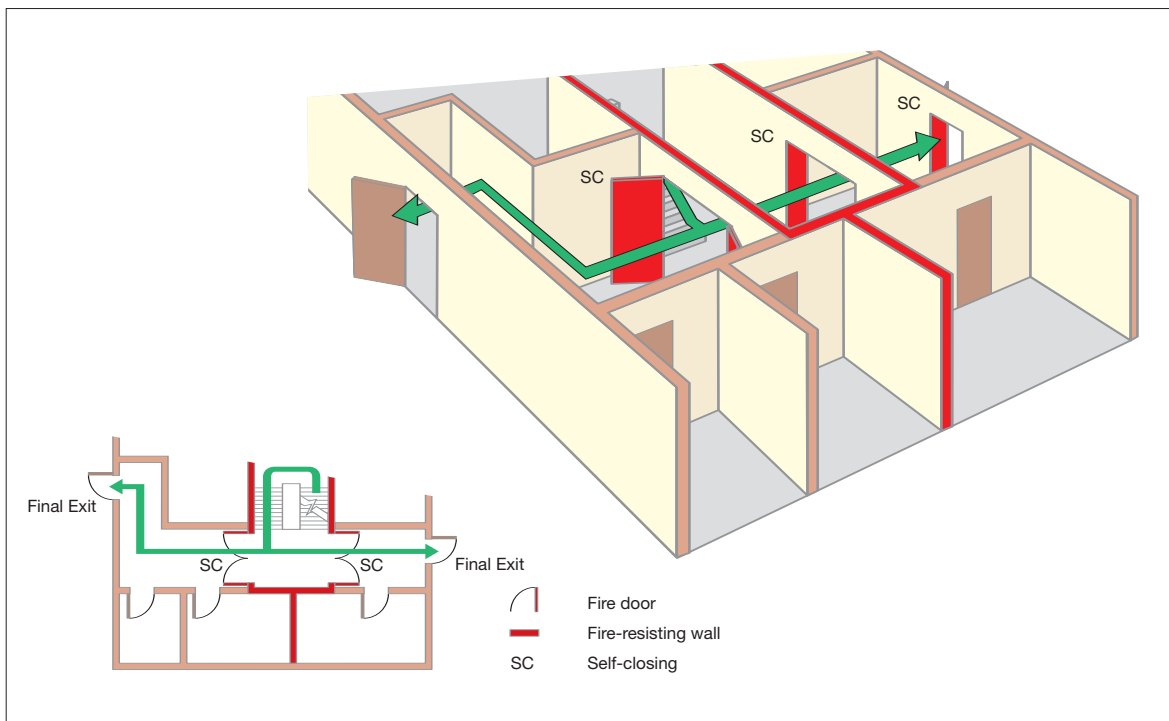 SC
SC
SC
Final Exit
SC
SC
Final Exit
Fire door
Fire-resisting wall
SC
Self-closing